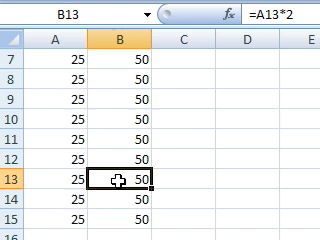 B13 fx =A13*2
A B C D E
7 25 50
8 25 50
9 25 50
10 25 50
11 25 50
12 25 50
13 25 50
14 25 50
15 25 50
16